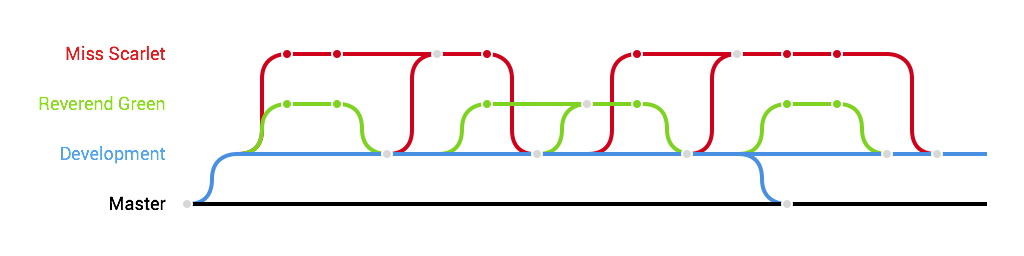 Miss Scarlet
Reverend Green
Development
Master